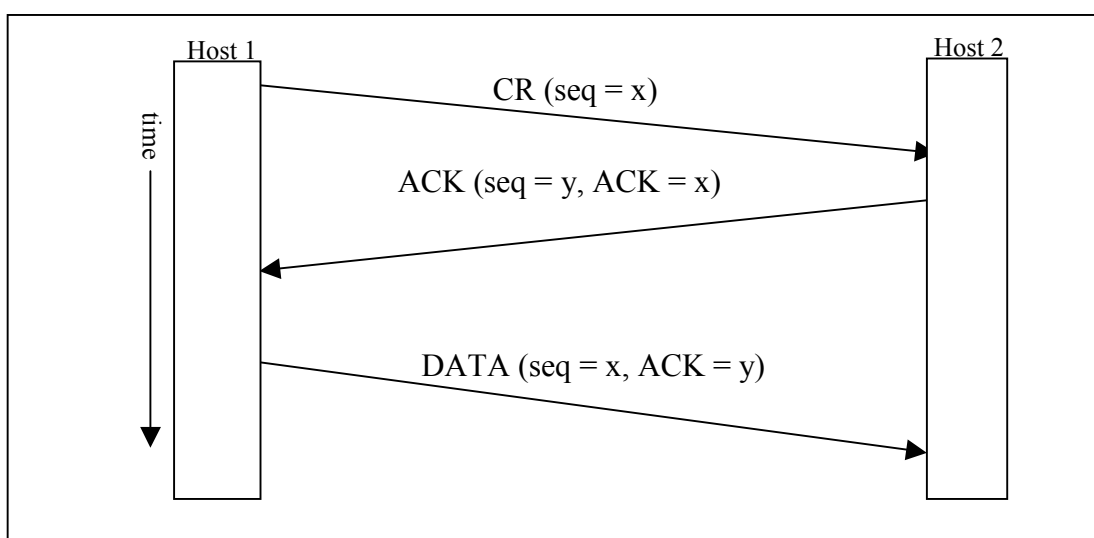 Host 1
Host 2
CR (seq = x)
time
ACK (seq = y, ACK = x)
DATA (seq = x, ACK = y)